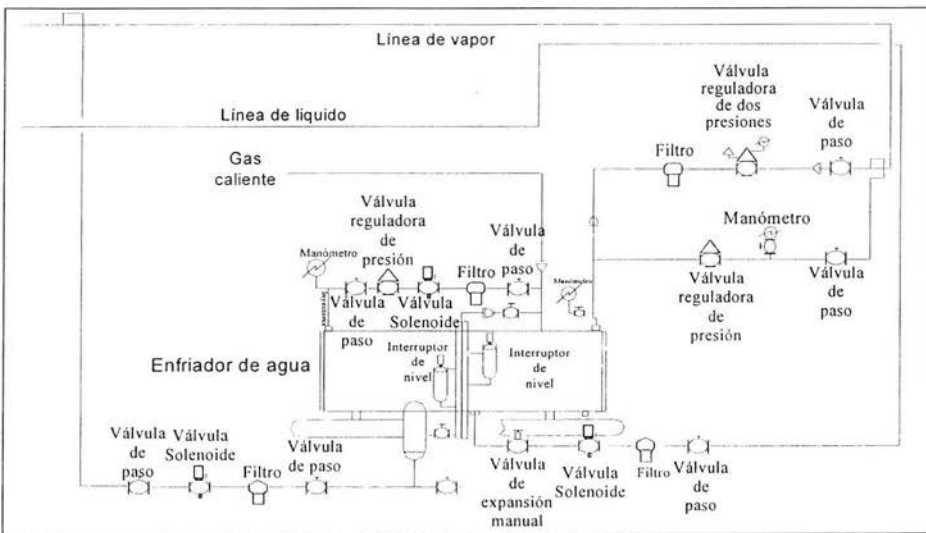 Línea de vapor
Línea de liquido
Gas
caliente
Válvula
reguladora
de dos
presiones
Válvula
de
paso
Filtro
Válvula
reguladora
de
presión
Manómetro
Válvula
de
paso
Filtro
Manómetro
Válvula
de
paso
Válvula
Solenoide
Manómetro
Válvula
reguladora
de
presión
Válvula
de
paso
Enfriador de agua
Interruptor
de
nivel
Interruptor
de
nivel
Válvula
de
paso
Válvula
Solenoide
Filtro
Válvula de paso
Válvula
de
expansión
manual
Válvula
Solenoide
Filtro
Válvula
de
paso